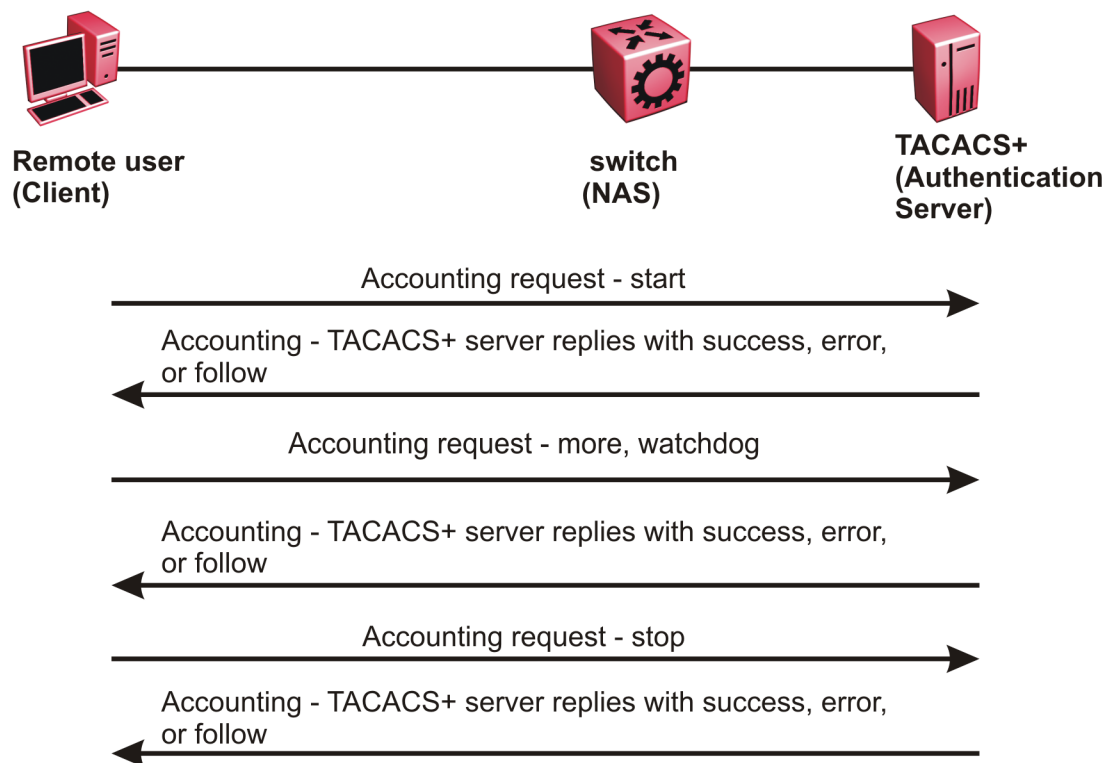 Remote user
(Client)
switch
(NAS)
TACACS+
(Authentication
Server)
Accounting request - start
Accounting - TACACS+ server replies with success, error,
or follow
Accounting request - more, watchdog
Accounting - TACACS+ server replies with success, error,
or follow
Accounting request - stop
Accounting - TACACS+ server replies with success, error,
or follow